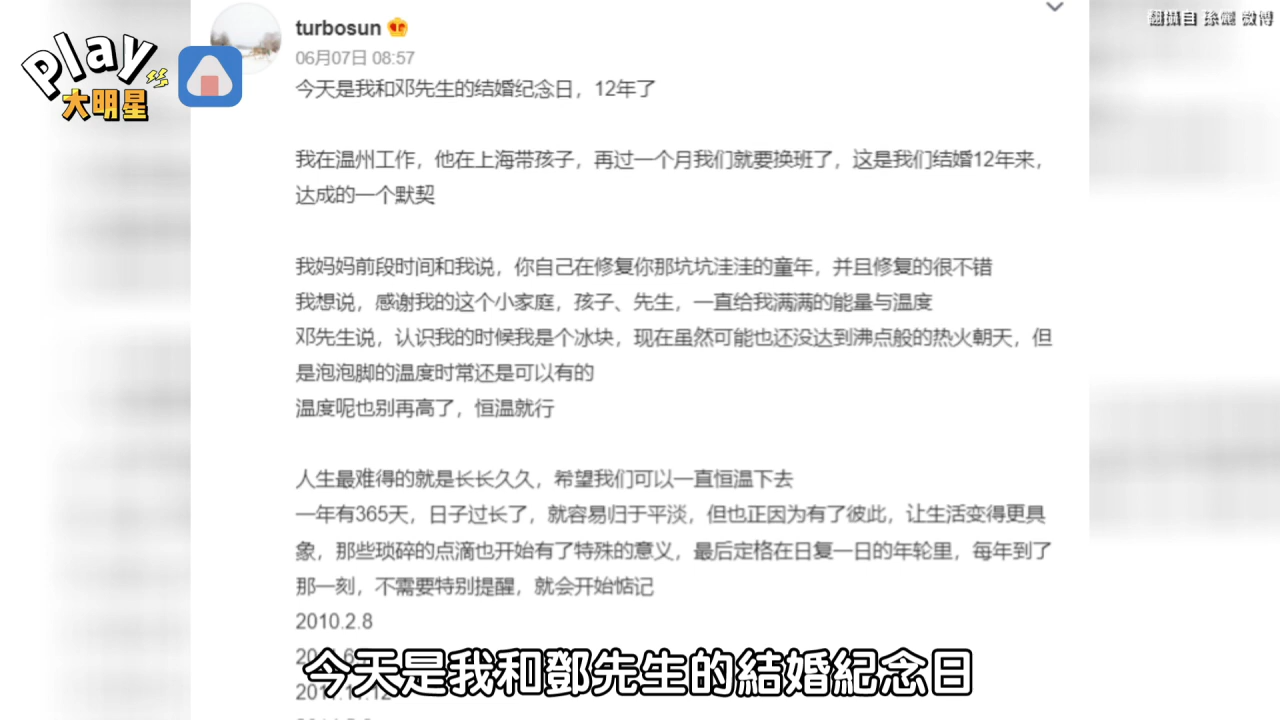 Play
大明星
翻攝自 孫儷 微博
turbosun
06月07日 08:57
今天是我和邓先生的结婚纪念日，12年了
我在温州工作，他在上海带孩子，再过一个月我们就要换班了，这是我们结婚12年来，
达成的一个默契
我妈妈前段时间和我说，你自己在修复你那坑坑洼洼的童年，并且修复的很不错
我想说，感谢我的这个小家庭，孩子、先生，一直给我满满的能量与温度
邓先生说，认识我的时候我是个冰块，现在虽然可能也还没达到沸点般的热火朝天，但
是泡泡脚的温度时常还是可以有的
温度呢也别再高了，恒温就行
人生最难得的就是长长久久，希望我们可以一直恒温下去
一年有365天，日子过长了，就容易归于平淡，但也正因为有了彼此，让生活变得更具
象，那些琐碎的点滴也开始有了特殊的意义，最后定格在日复一日的年轮里，每年到了
那一刻，不需要特别提醒，就会开始惦记
2010.2.8
今天是我和鄧先生的結婚紀念日